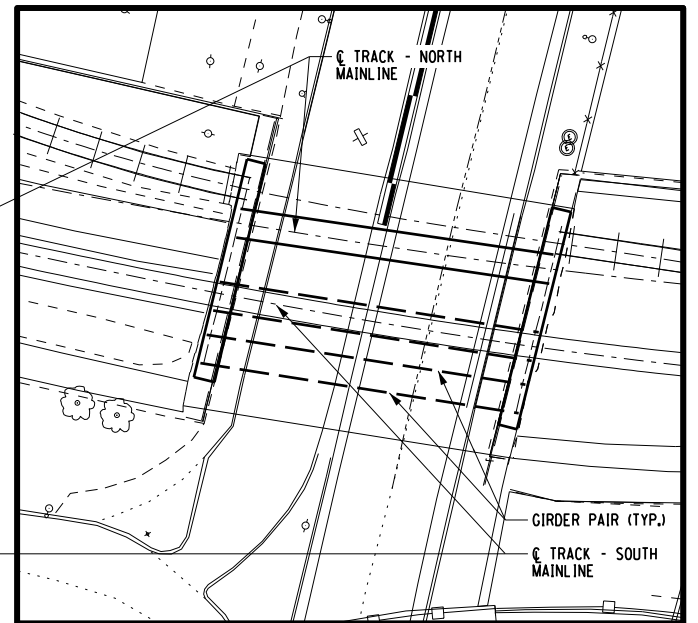 ℄ TRACK - NORTH
MAINLINE
GIRDER PAIR (TYP.)
℄ TRACK - SOUTH
MAINLINE